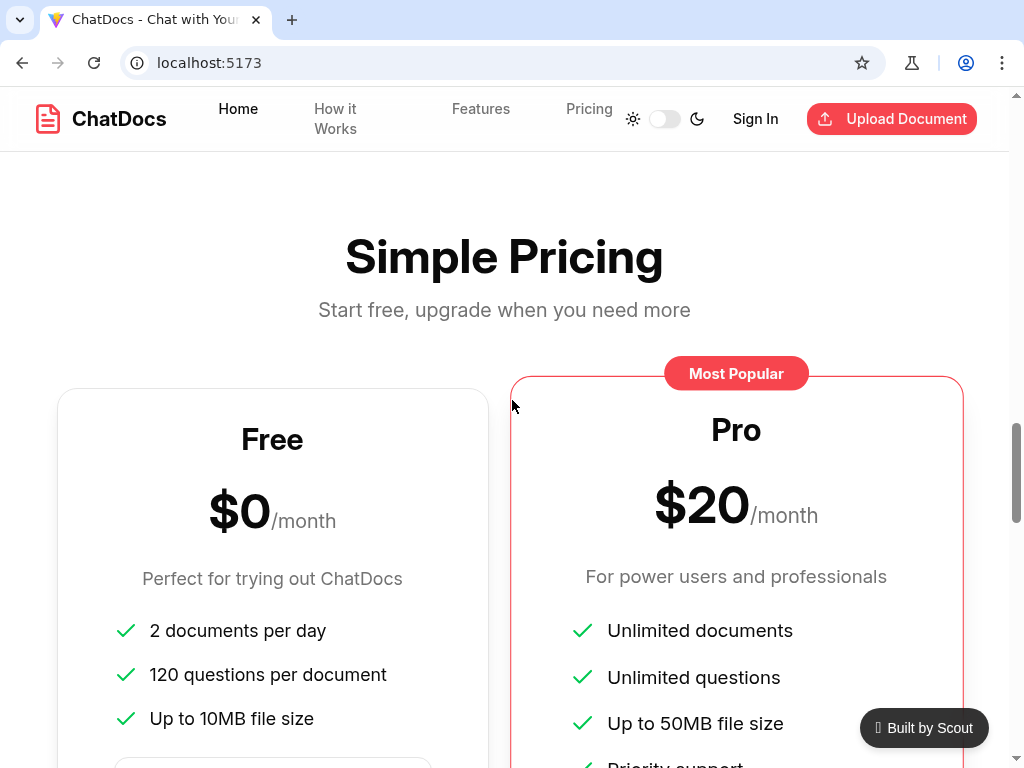 ChatDocs - Chat with Your
localhost:5173
ChatDocs
Home
How it
Works
Features
Pricing
Sign In
Upload Document
Simple Pricing
Start free, upgrade when you need more
Free
$0/month
Perfect for trying out ChatDocs
2 documents per day
120 questions per document
Up to 10MB file size
Most Popular
Pro
$20/month
For power users and professionals
Unlimited documents
Unlimited questions
Up to 50MB file size
Priority support
Built by Scout